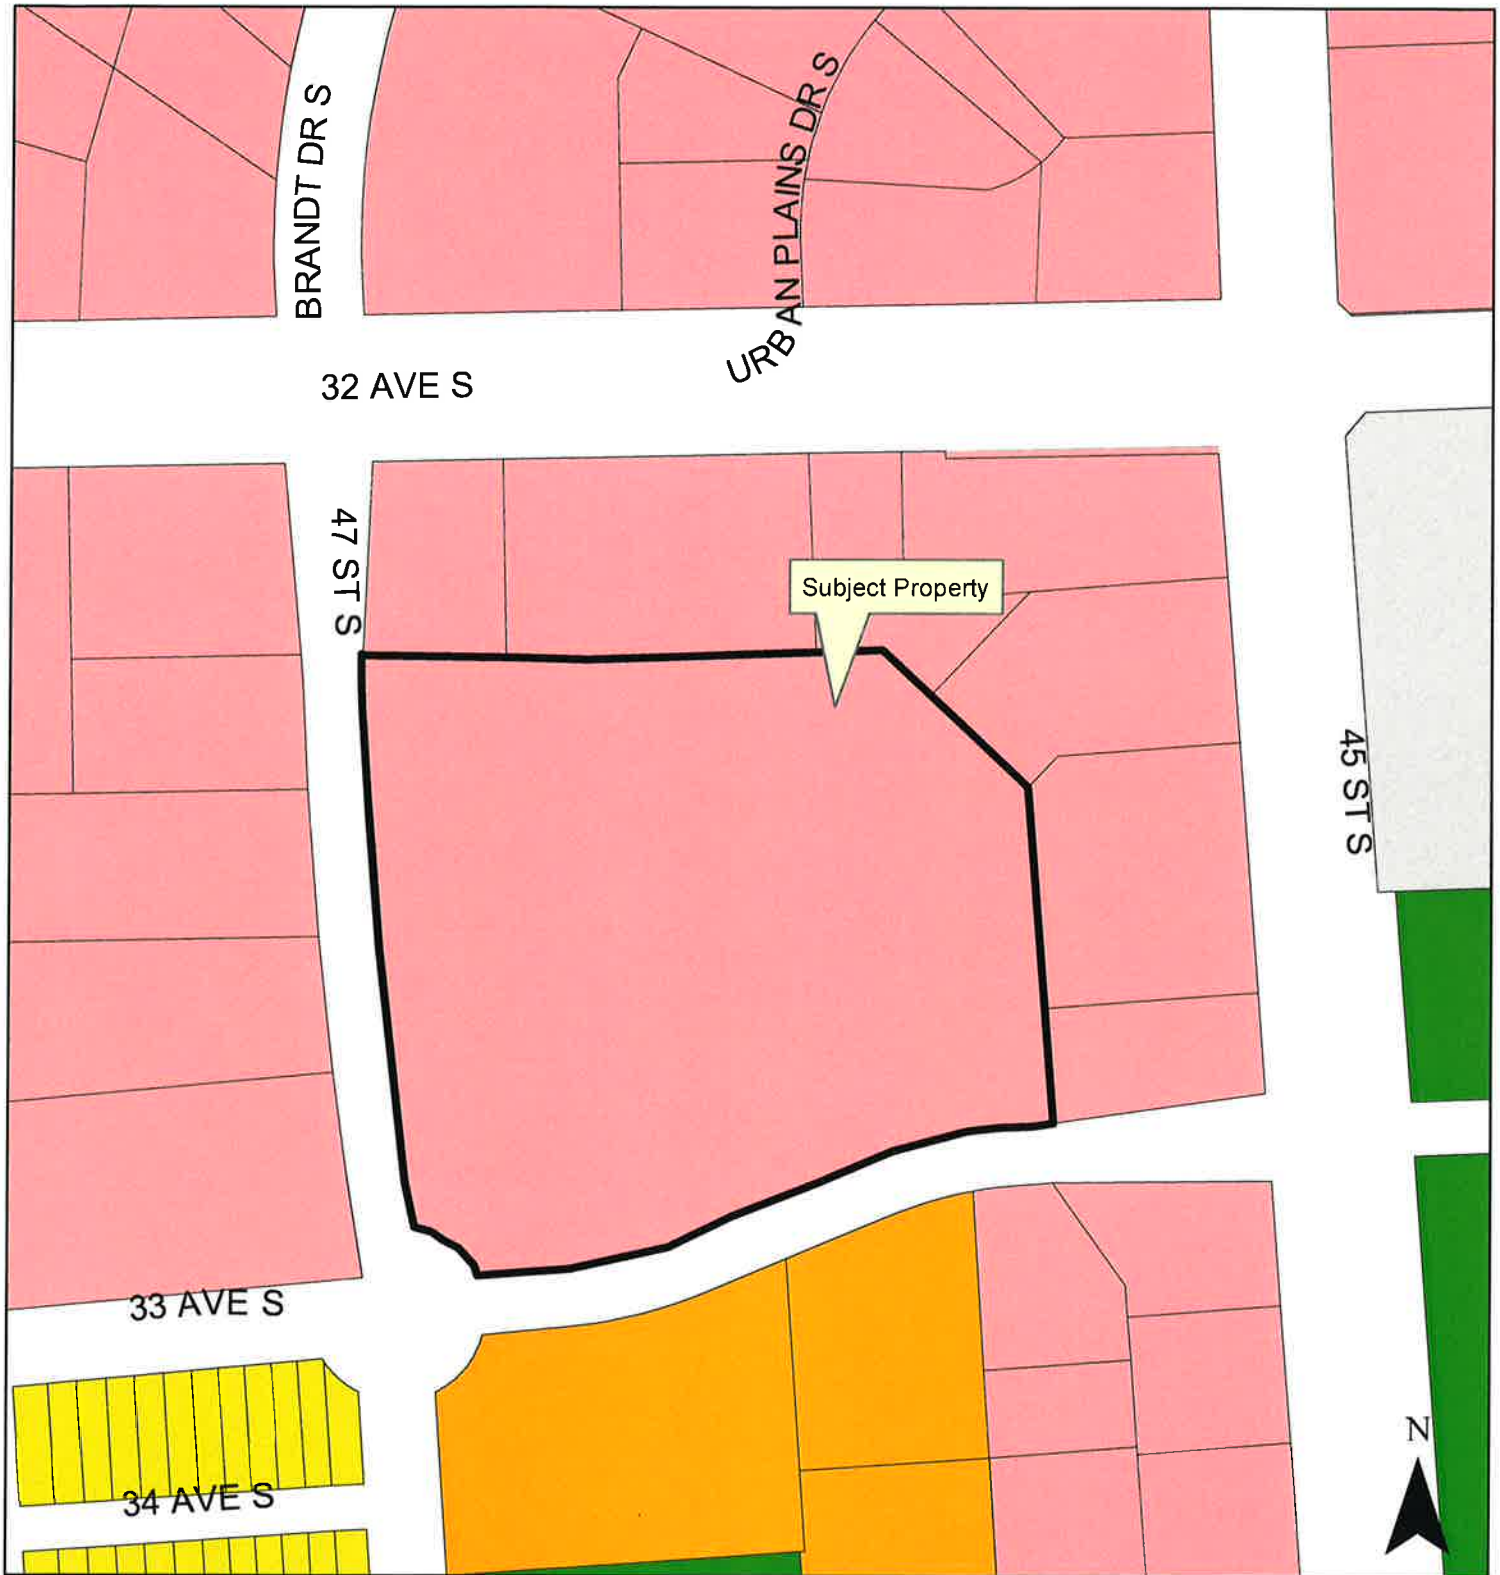 BRANDT DR S
URBAN PLAINS DR S
32 AVE S
47 ST S
Subject Property
45 ST S
33 AVE S
34 AVE S
N